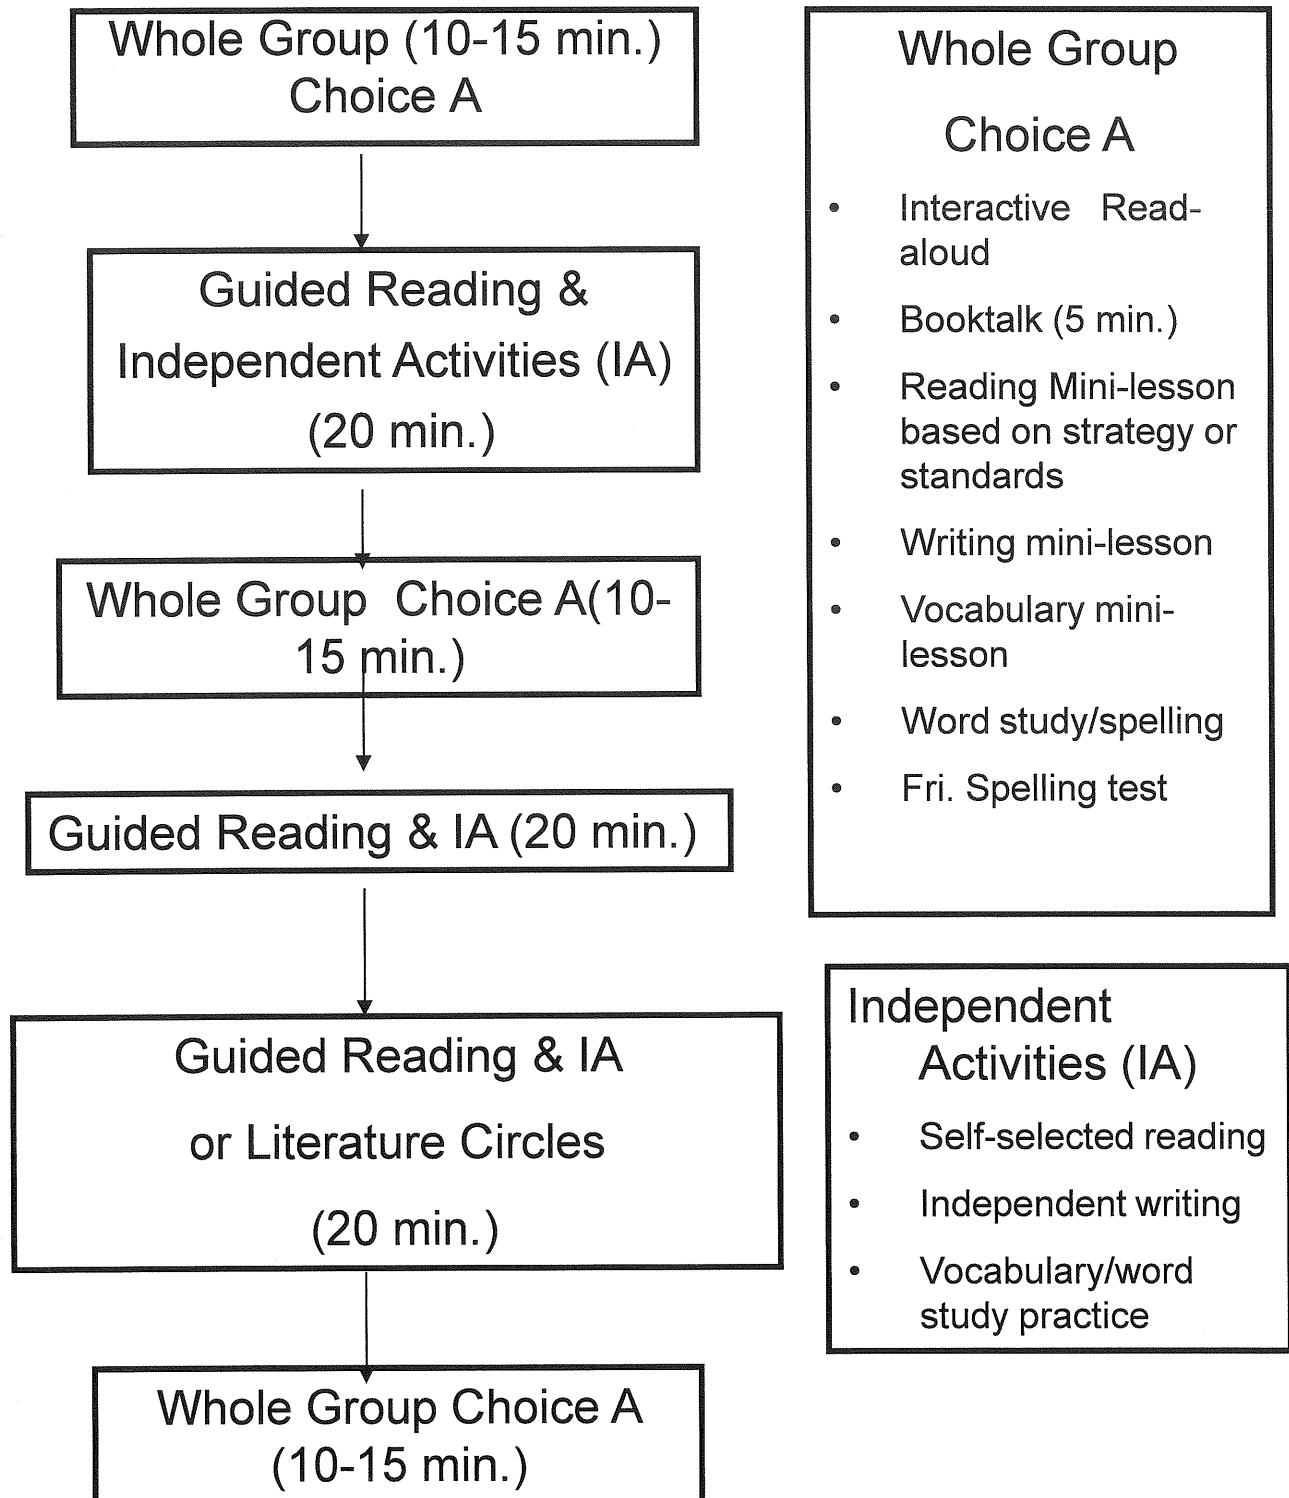 Whole Group (10-15 min.)
Choice A
Guided Reading &
Independent Activities (IA)
(20 min.)
Whole Group Choice A(10-
15 min.)
Guided Reading & IA (20 min.)
Guided Reading & IA
or Literature Circles
(20 min.)
Whole Group Choice A
(10-15 min.)
Whole Group
Choice A
• Interactive Read-
aloud
• Booktalk (5 min.)
• Reading Mini-lesson
based on strategy or
standards
• Writing mini-lesson
• Vocabulary mini-
lesson
• Word study/spelling
• Fri. Spelling test
Independent
Activities (IA)
• Self-selected reading
• Independent writing
• Vocabulary/word
study practice